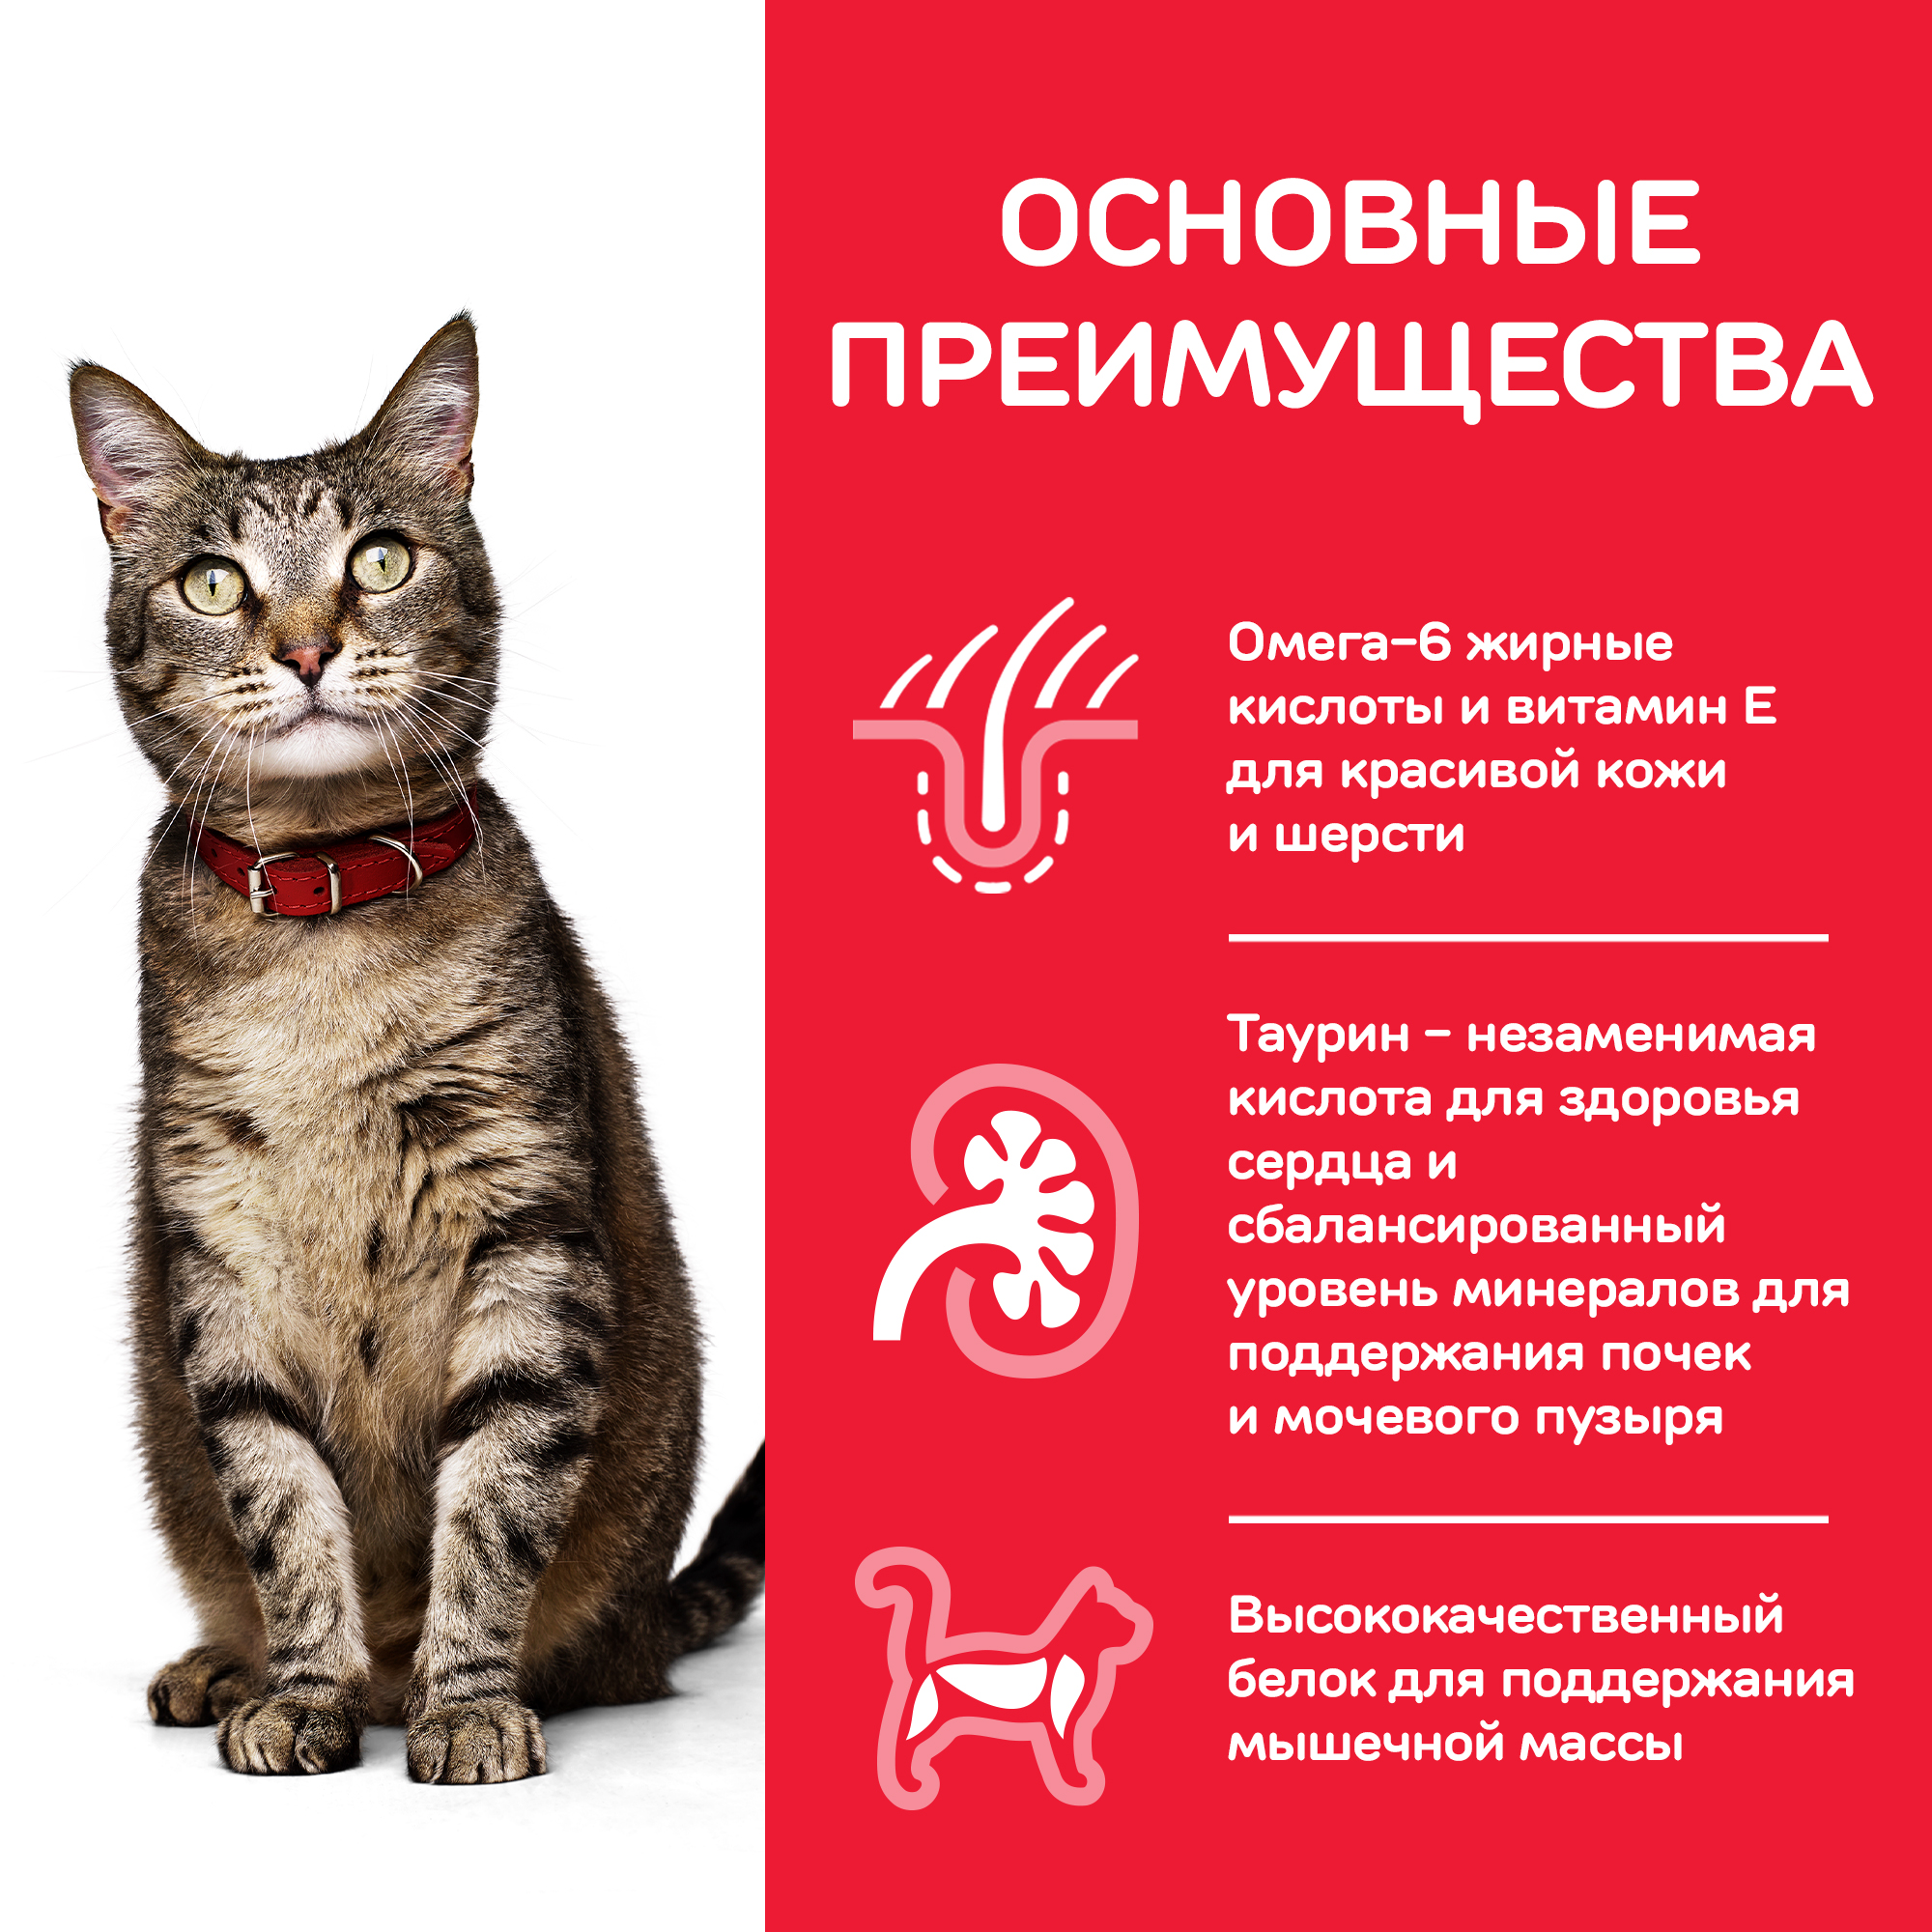 ОСНОВНЫЕ
ПРЕИМУЩЕСТВА
Омега-6 жирные
кислоты и витамин Е
для красивой кожи
и шерсти
Таурин – незаменимая
кислота для здоровья
сердца и
сбалансированный
уровень минералов для
поддержания почек
и мочевого пузыря
Высококачественный
белок для поддержания
мышечной массы